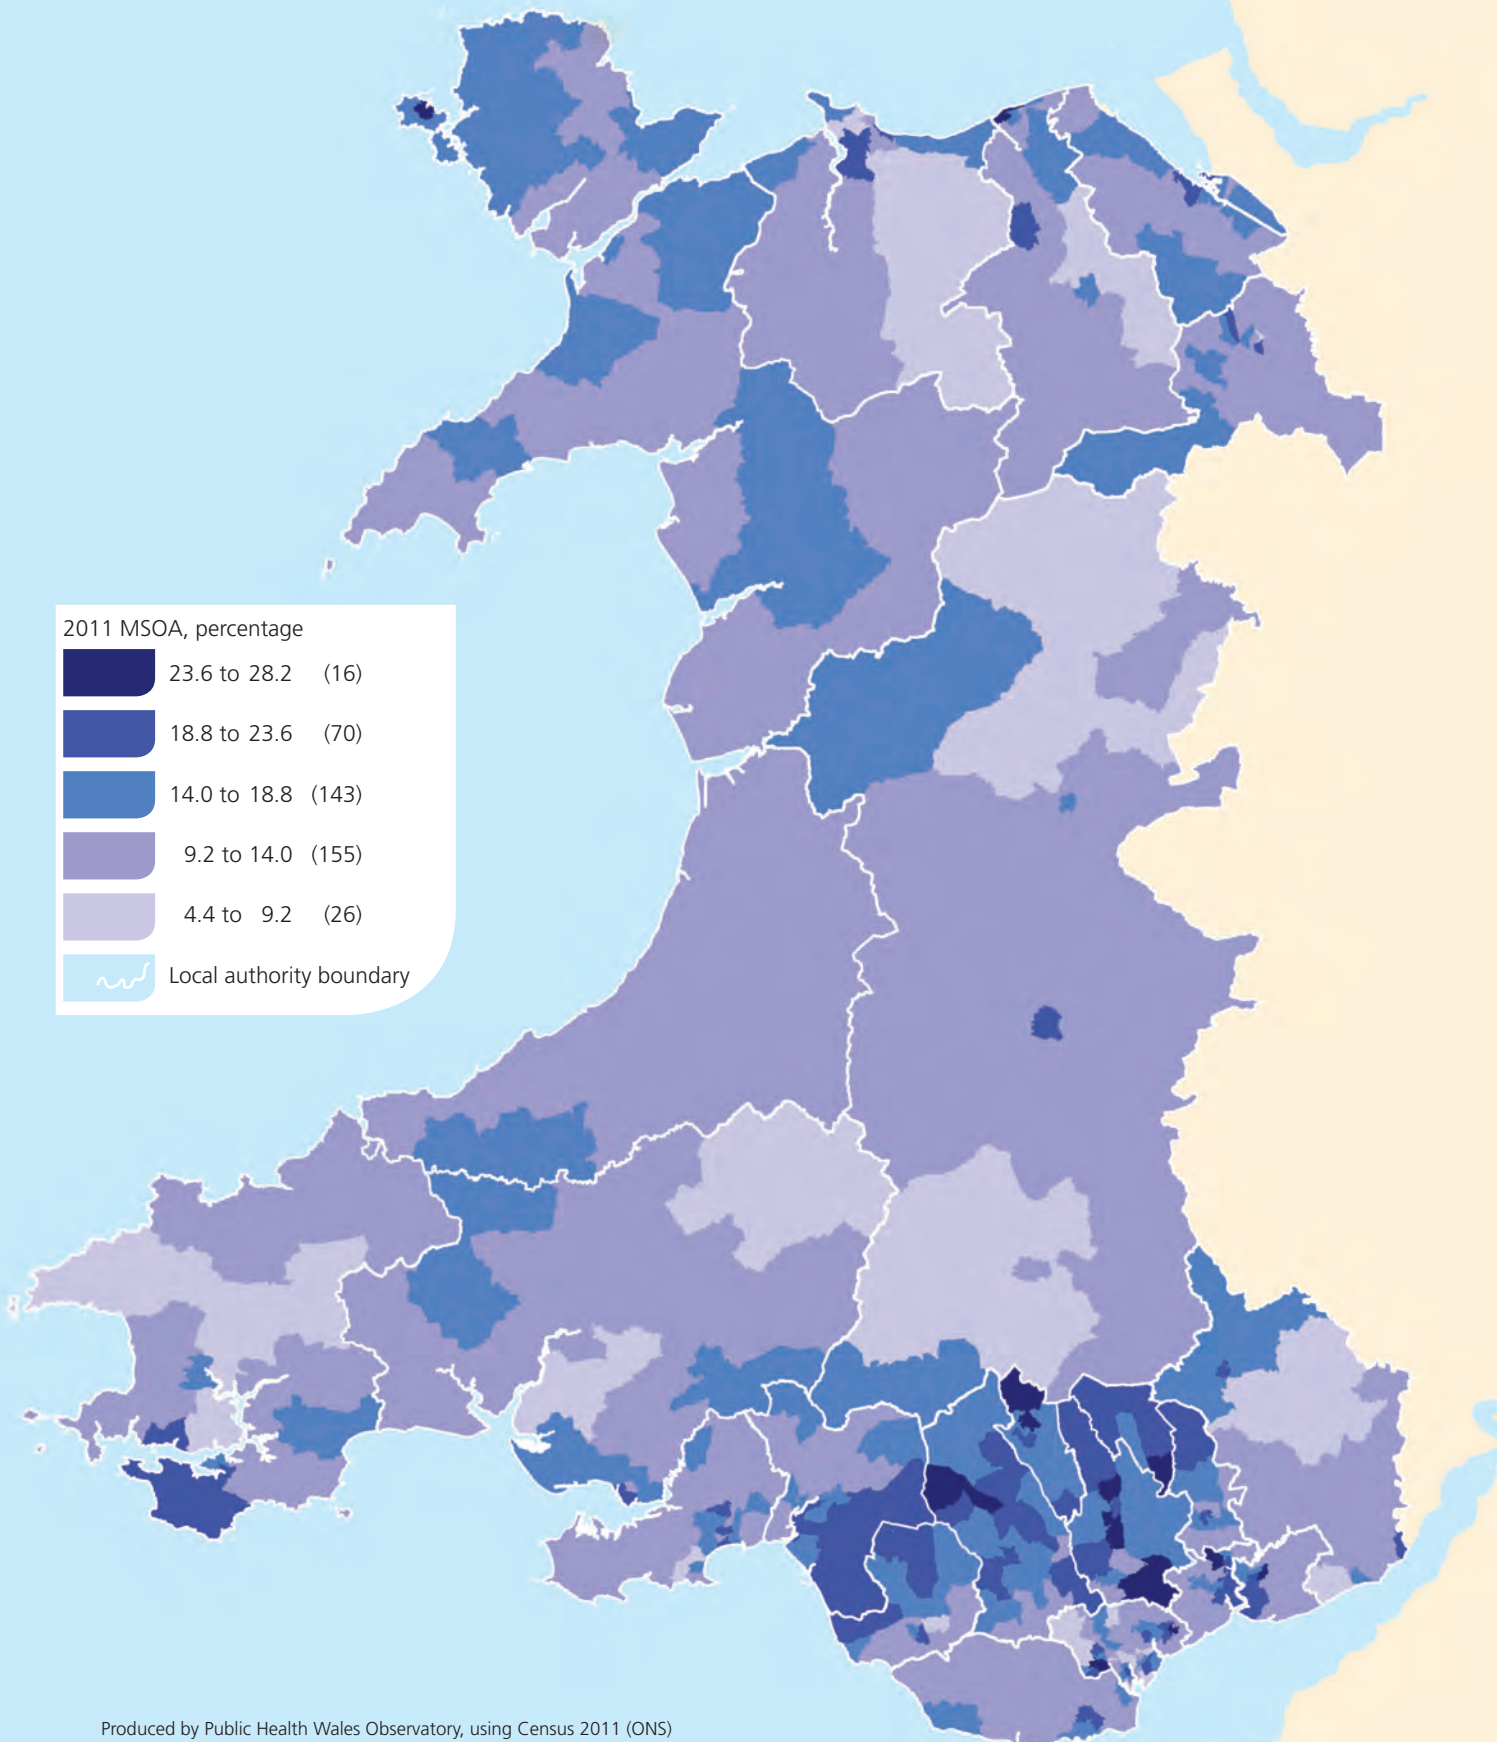 2011 MSOA, percentage
23.6 to 28.2 (16)
18.8 to 23.6 (70)
14.0 to 18.8 (143)
9.2 to 14.0 (155)
4.4 to 9.2 (26)
Local authority boundary
Produced by Public Health Wales Observatory, using Census 2011 (ONS)